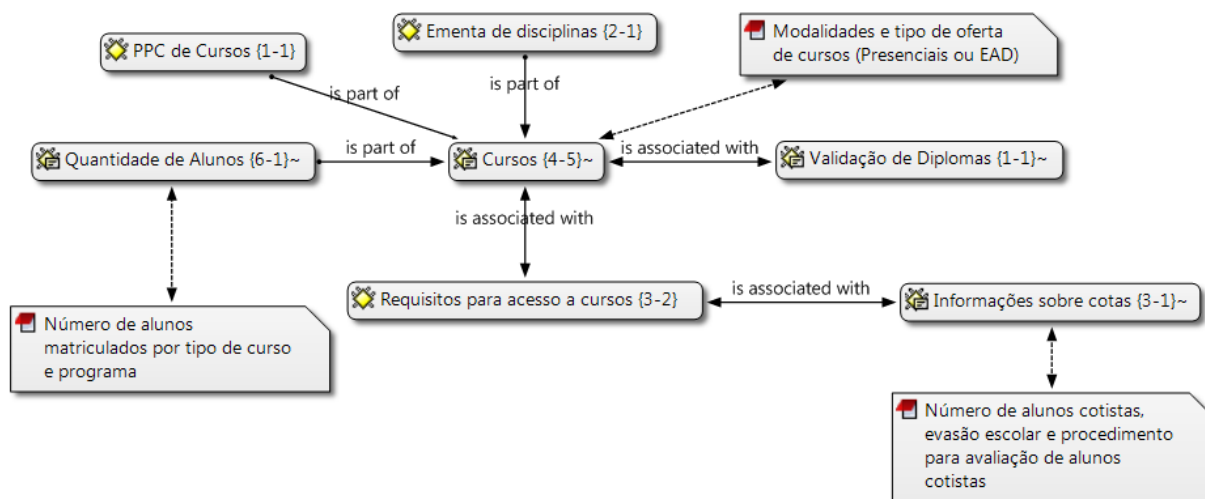 Ementa de disciplinas {2-1}
Modalidades e tipo de oferta
de cursos (Presenciais ou EAD)
PPC de Cursos {1-1}
is part of
is part of
Quantidade de Alunos {6-1}~
is part of
Cursos {4-5}~
is associated with
Validação de Diplomas {1-1}~
is associated with
Requisitos para acesso a cursos {3-2}
is associated with
Informações sobre cotas {3-1}~
Número de alunos
matriculados por tipo de curso
e programa
Número de alunos cotistas,
evasão escolar e procedimento
para avaliação de alunos
cotistas